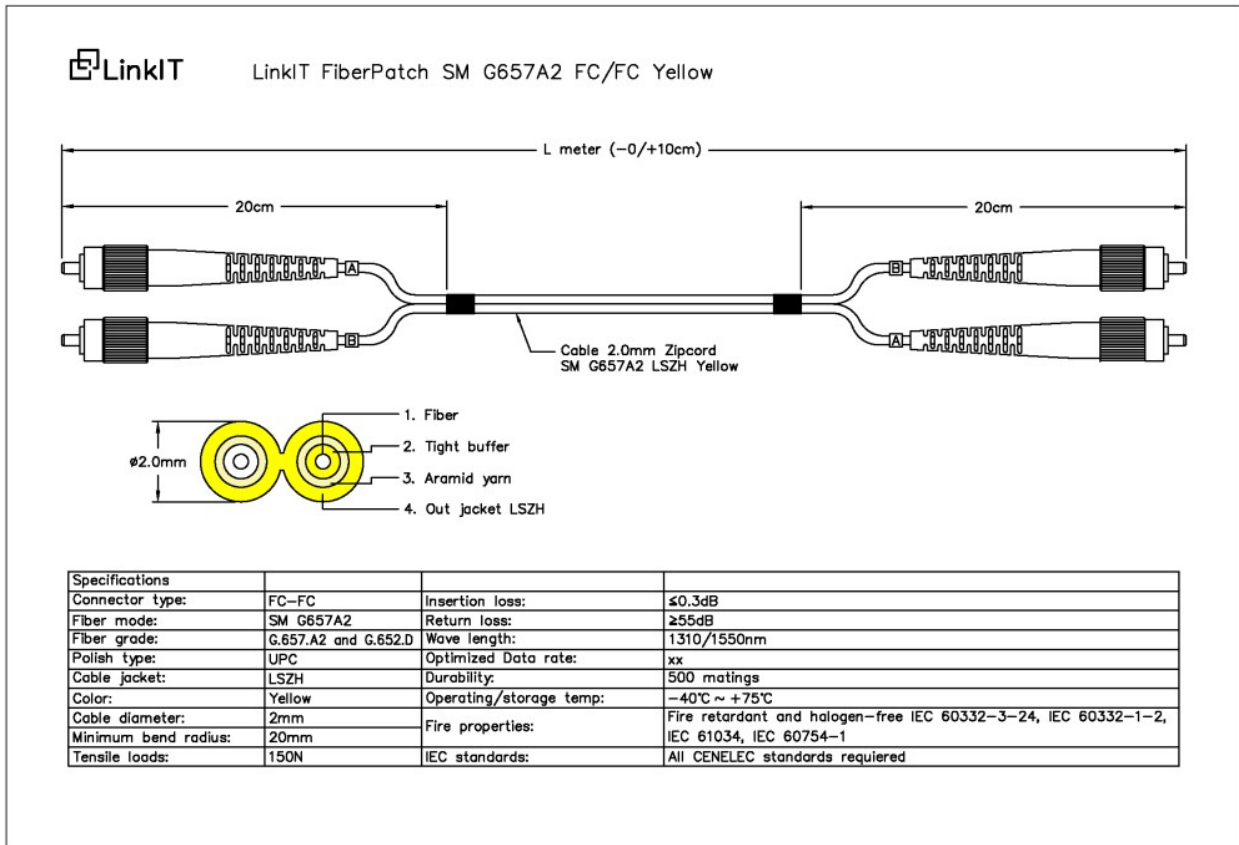 LinkIT
LinkIT FiberPatch SM G657A2 FC/FC Yellow
L meter (-0/+10cm)
20cm
20cm
A
B
B
A
Cable 2.0mm Zipcord
SM G657A2 LSZH Yellow
1. Fiber
2. Tight buffer
ø2.0mm
3. Aramid yarn
4. Out jacket LSZH
Specifications
Connector type: FC-FC Insertion loss: ≤0.3dB
Fiber mode: SM G657A2 Return loss: ≥55dB
Fiber grade: G.657.A2 and G.652.D Wave length: 1310/1550nm
Polish type: UPC Optimized Data rate: xx
Cable jacket: LSZH Durability: 500 matings
Color: Yellow Operating/storage temp: -40℃ ~ +75℃
Cable diameter: 2mm Fire properties: Fire retardant and halogen-free IEC 60332-3-24, IEC 60332-1-2,
Minimum bend radius: 20mm IEC 61034, IEC 60754-1
Tensile loads: 150N IEC standards: All CENELEC standards requiered